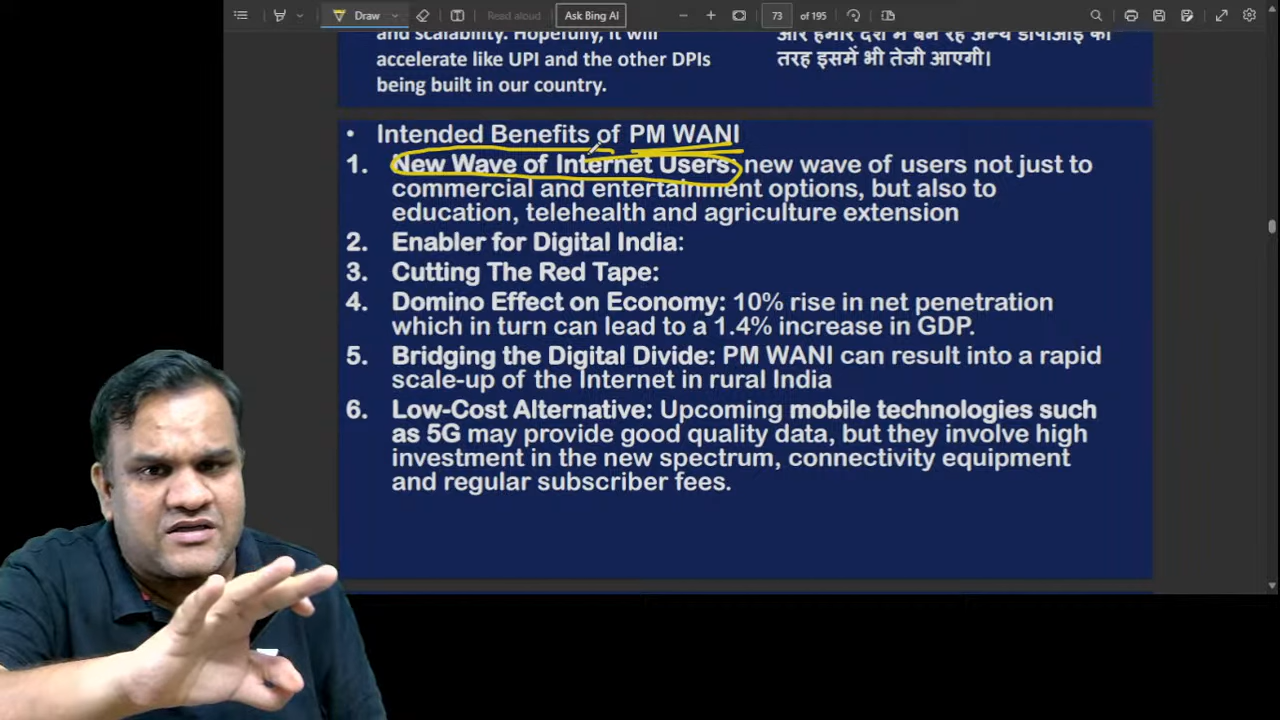 Draw
Read aloud
Ask Bing AI
73 of 195
and scalability. Hopefully, it will
accelerate like UPI and the other DPIs
being built in our country.
और हमारे देश में बन रहे अन्य डीपीआई की
तरह इसमें भी तेजी आएगी।
• Intended Benefits of PM WANI
1. New Wave of Internet Users: new wave of users not just to
commercial and entertainment options, but also to
education, telehealth and agriculture extension
2. Enabler for Digital India:
3. Cutting The Red Tape:
4. Domino Effect on Economy: 10% rise in net penetration
which in turn can lead to a 1.4% increase in GDP.
5. Bridging the Digital Divide: PM WANI can result into a rapid
scale-up of the Internet in rural India
6. Low-Cost Alternative: Upcoming mobile technologies such
as 5G may provide good quality data, but they involve high
investment in the new spectrum, connectivity equipment
and regular subscriber fees.